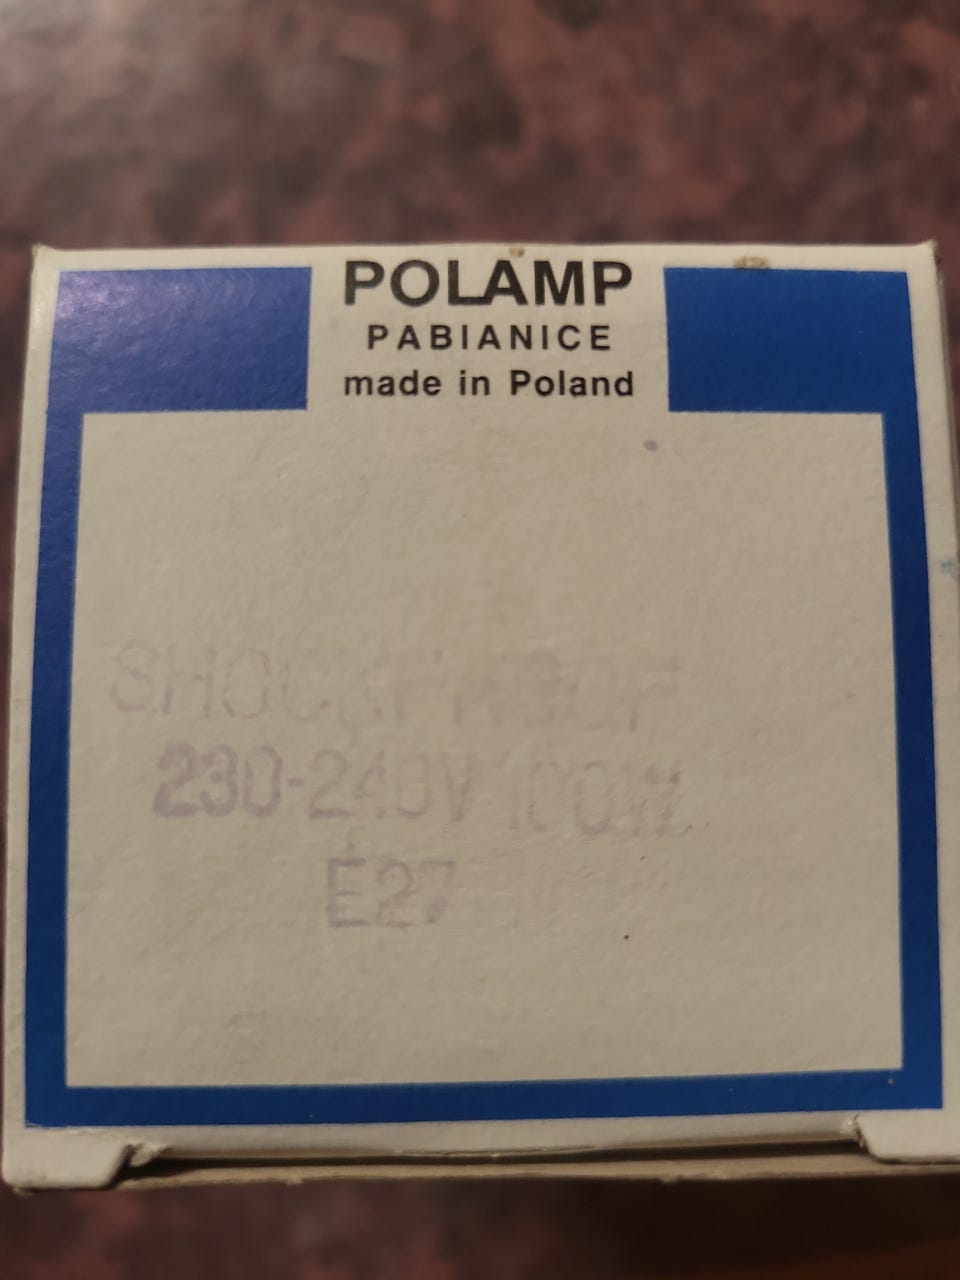 POLAMP
PABIANICE
made in Poland
SHOCKPROOF
230-240V 100W
E27